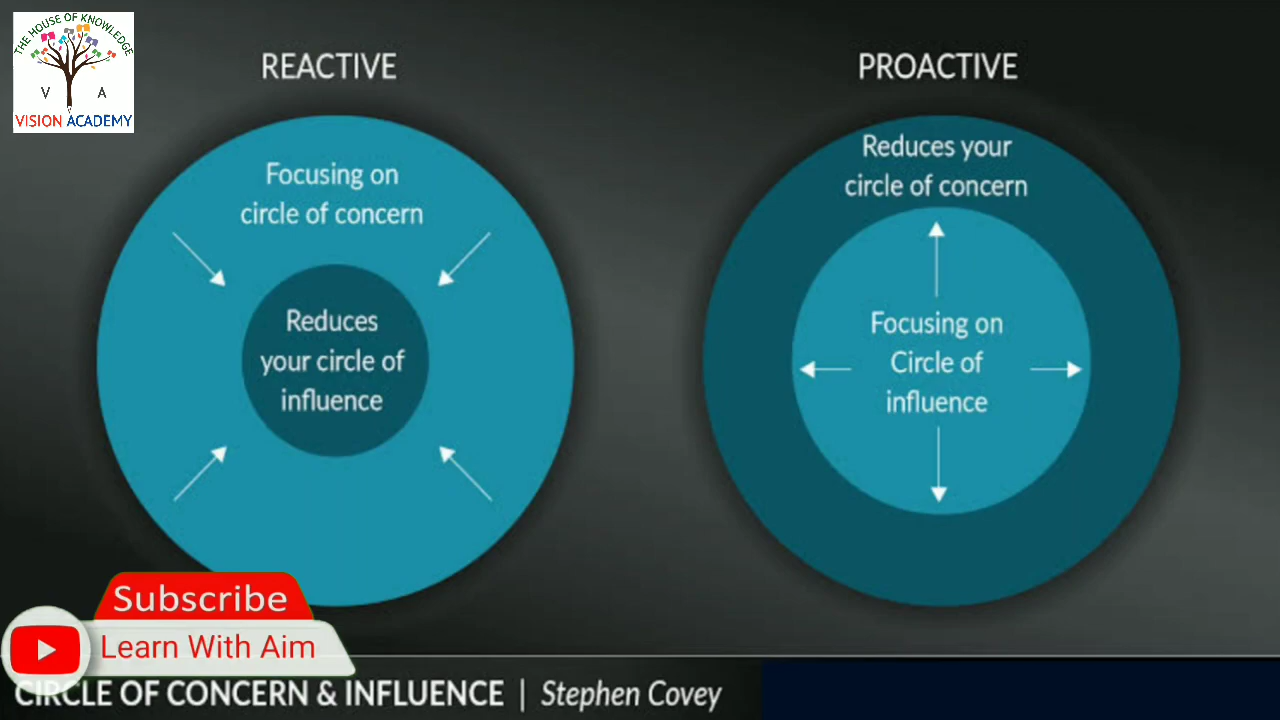 THE HOUSE OF KNOWLEDGE
V A
VISION ACADEMY
REACTIVE
Focusing on
circle of concern
Reduces
your circle of
influence
PROACTIVE
Reduces your
circle of concern
Focusing on
Circle of
influence
Subscribe
Learn With Aim
CIRCLE OF CONCERN & INFLUENCE | Stephen Covey